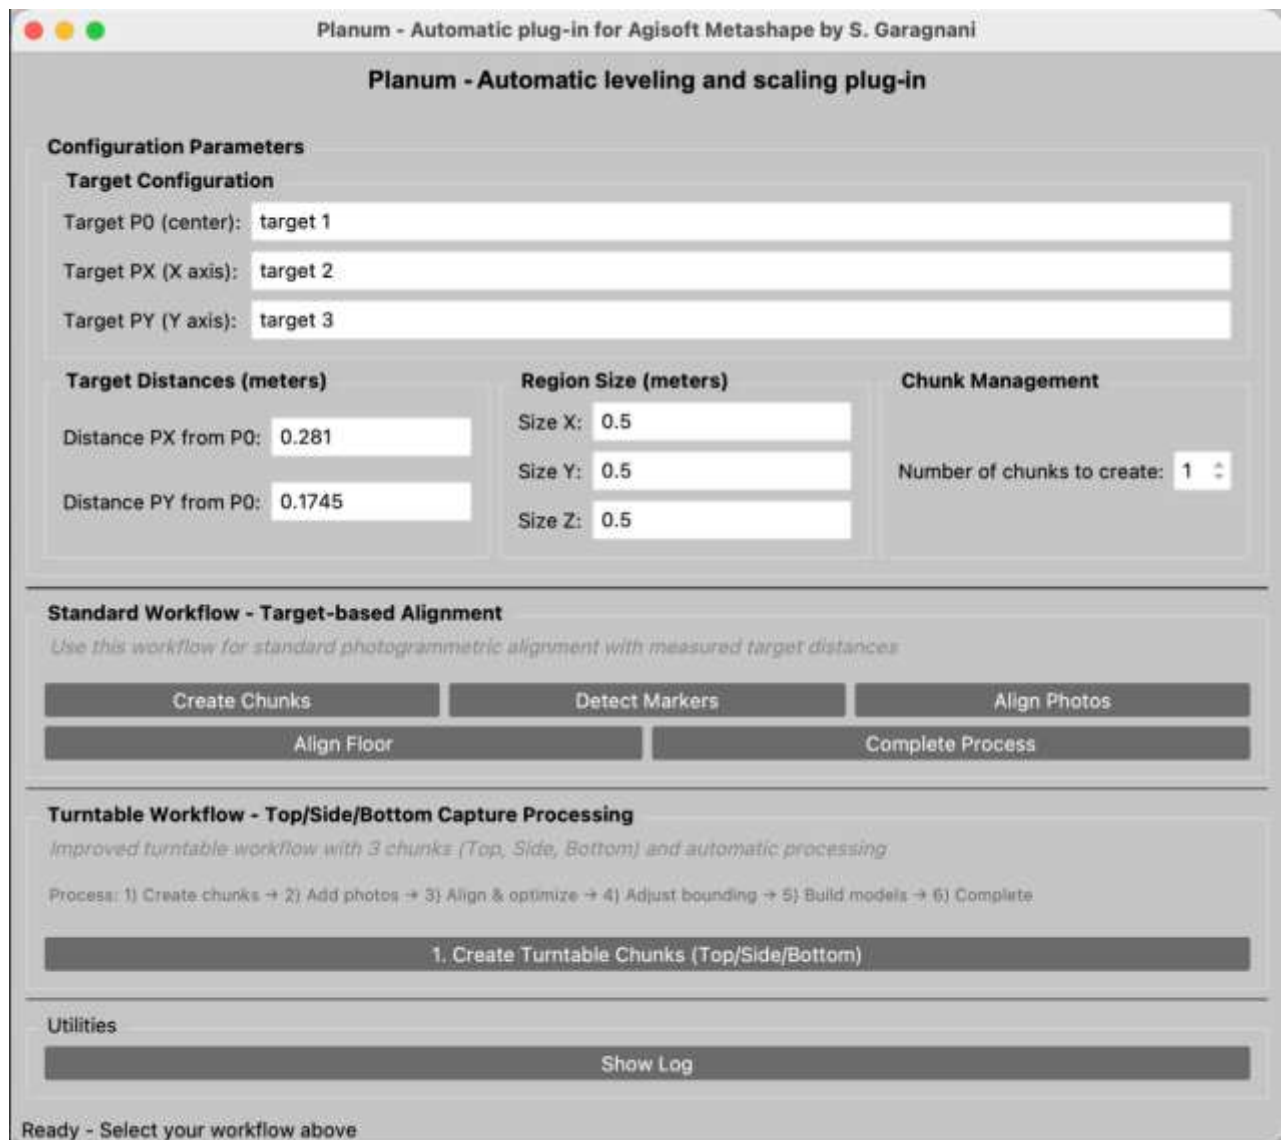 Planum - Automatic plug-in for Agisoft Metashape by S. Garagnani
Planum - Automatic leveling and scaling plug-in
Configuration Parameters
Target Configuration
Target P0 (center): target 1
Target PX (X axis): target 2
Target PY (Y axis): target 3
Target Distances (meters)
Distance PX from P0: 0.281
Distance PY from P0: 0.1745
Region Size (meters)
Size X: 0.5
Size Y: 0.5
Size Z: 0.5
Chunk Management
Number of chunks to create: 1
Standard Workflow - Target-based Alignment
Use this workflow for standard photogrammetric alignment with measured target distances
Create Chunks Detect Markers Align Photos
Align Floor Complete Process
Turntable Workflow - Top/Side/Bottom Capture Processing
Improved turntable workflow with 3 chunks (Top, Side, Bottom) and automatic processing
Process: 1) Create chunks → 2) Add photos → 3) Align & optimize → 4) Adjust bounding → 5) Build models → 6) Complete
1. Create Turntable Chunks (Top/Side/Bottom)
Utilities
Show Log
Ready - Select your workflow above